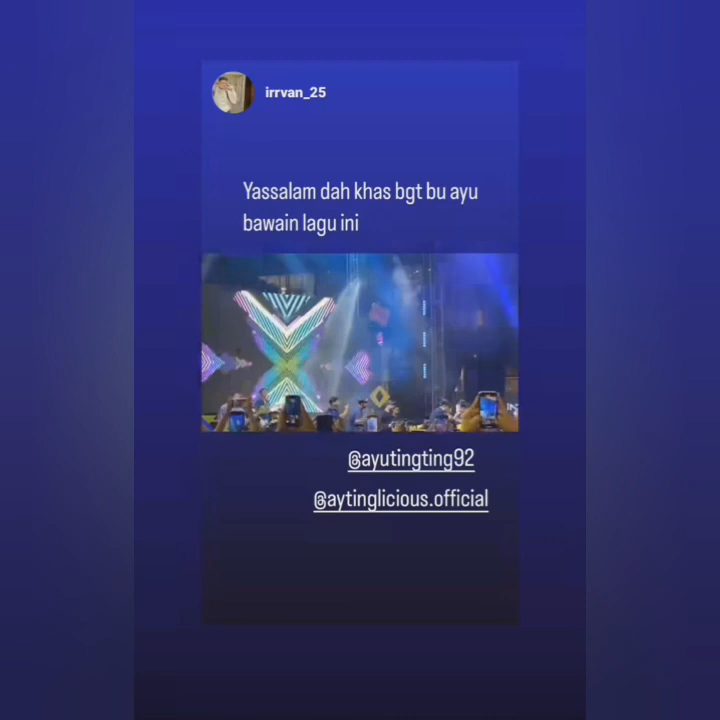 irrvan_25
Yassalam dah khas bgt bu ayu
bawain lagu ini
@ayutingting92
@aytinglicious.official